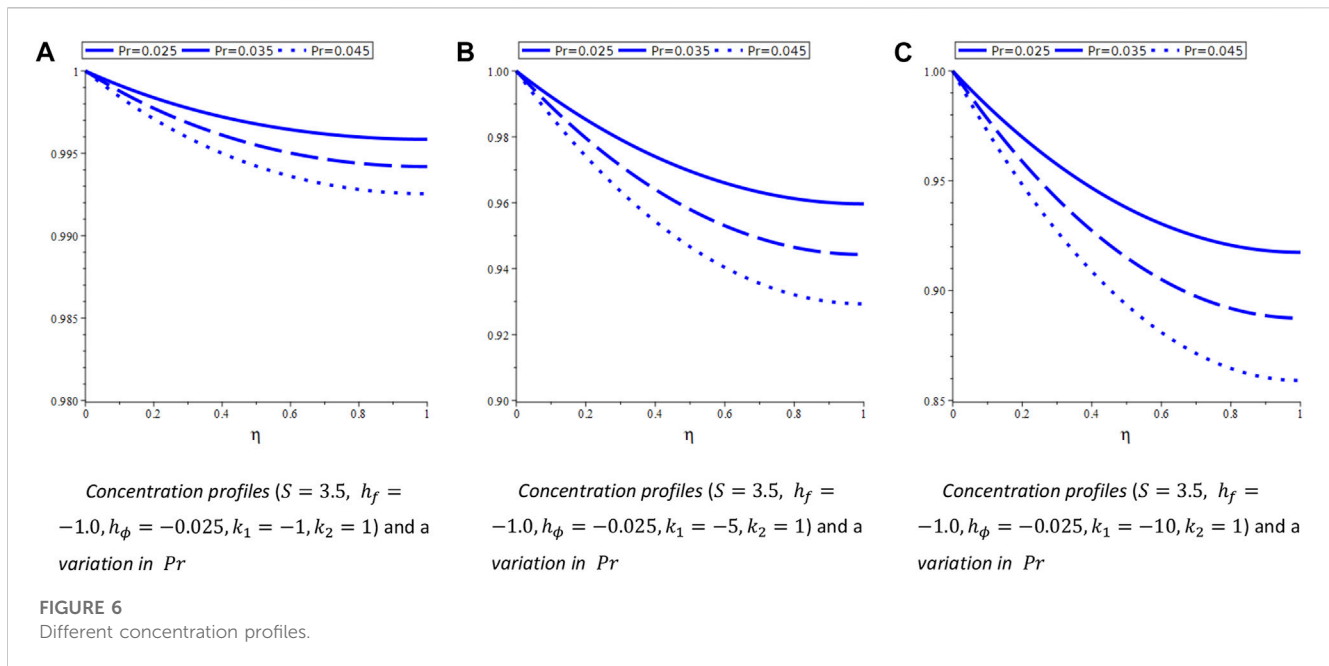 A
Pr=0.025 Pr=0.035 Pr=0.045
1
0.995
0.990
0.985
0.980
0 0.2 0.4 0.6 0.8 1
η
Concentration profiles (S = 3.5, h_f =
−1.0, h_ϕ = −0.025, k_1 = −1, k_2 = 1) and a
variation in Pr
B
Pr=0.025 Pr=0.035 Pr=0.045
1.00
0.98
0.96
0.94
0.92
0.90
0 0.2 0.4 0.6 0.8 1
η
Concentration profiles (S = 3.5, h_f =
−1.0, h_ϕ = −0.025, k_1 = −5, k_2 = 1) and a
variation in Pr
C
Pr=0.025 Pr=0.035 Pr=0.045
1.00
0.95
0.90
0.85
0 0.2 0.4 0.6 0.8 1
η
Concentration profiles (S = 3.5, h_f =
−1.0, h_ϕ = −0.025, k_1 = −10, k_2 = 1) and a
variation in Pr
FIGURE 6
Different concentration profiles.